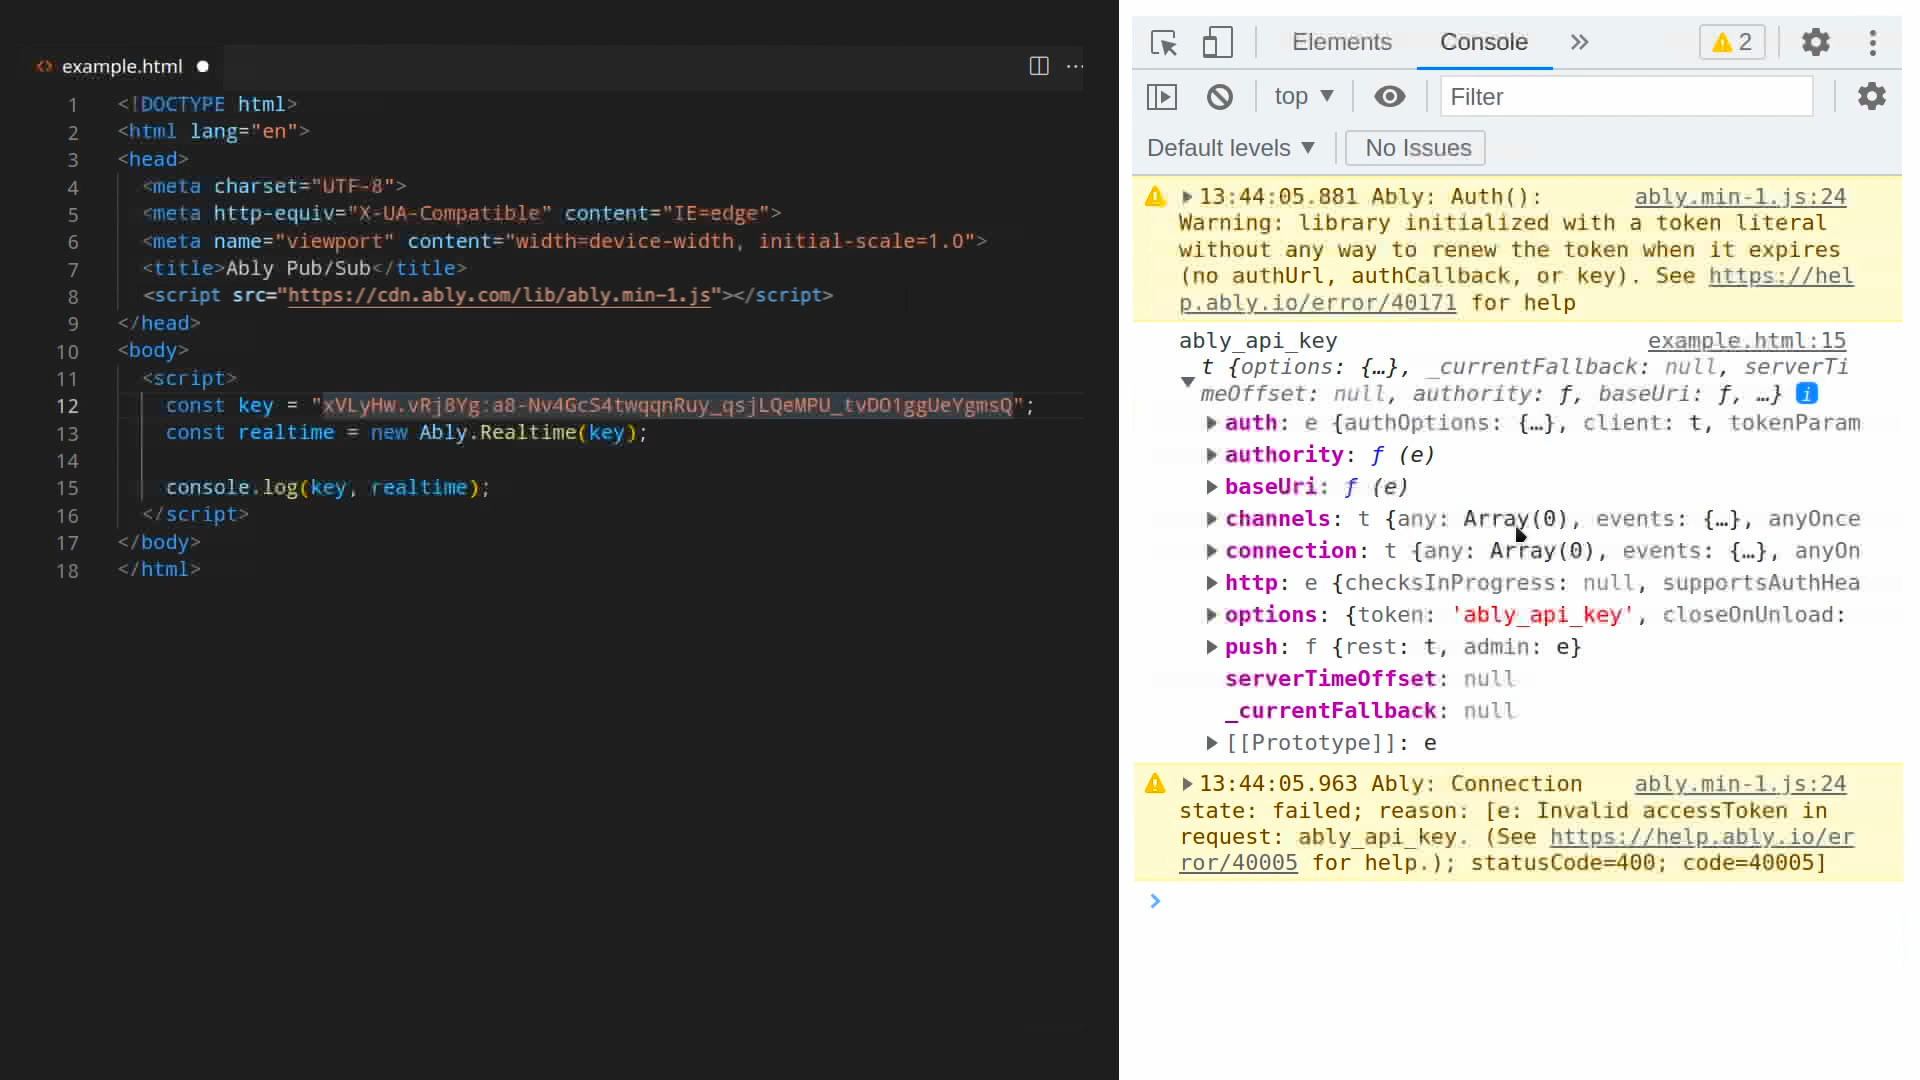 example.html
1 <!DOCTYPE html>
2 <html lang="en">
3 <head>
4 <meta charset="UTF-8">
5 <meta http-equiv="X-UA-Compatible" content="IE=edge">
6 <meta name="viewport" content="width=device-width, initial-scale=1.0">
7 <title>Ably Pub/Sub</title>
8 <script src="https://cdn.ably.com/lib/ably.min-1.js"></script>
9 </head>
10 <body>
11 <script>
12 const key = "";
13 const realtime = new Ably.Realtime(key);
14
15 console.log(key, realtime);
16 </script>
17 </body>
18 </html>
Elements Console 2
top Filter
Default levels No Issues
13:44:05.881 Ably: Auth(): ably.min-1.js:24
Warning: library initialized with a token literal
without any way to renew the token when it expires
(no authUrl, authCallback, or key). See https://hel
p.ably.io/error/40171 for help
ably_api_key example.html:15
t {options: {…}, _currentFallback: null, serverTi
meOffset: null, authority: ƒ, baseUri: ƒ, …} i
auth: e {authOptions: {…}, client: t, tokenParam
authority: ƒ (e)
baseUri: ƒ (e)
channels: t {any: Array(0), events: {…}, anyOnce
connection: t {any: Array(0), events: {…}, anyOn
http: e {checksInProgress: null, supportsAuthHea
options: {token: 'ably_api_key', closeOnUnload:
push: f {rest: t, admin: e}
serverTimeOffset: null
_currentFallback: null
[[Prototype]]: e
13:44:05.963 Ably: Connection ably.min-1.js:24
state: failed; reason: [e: Invalid accessToken in
request: ably_api_key. (See https://help.ably.io/er
ror/40005 for help.); statusCode=400; code=40005]